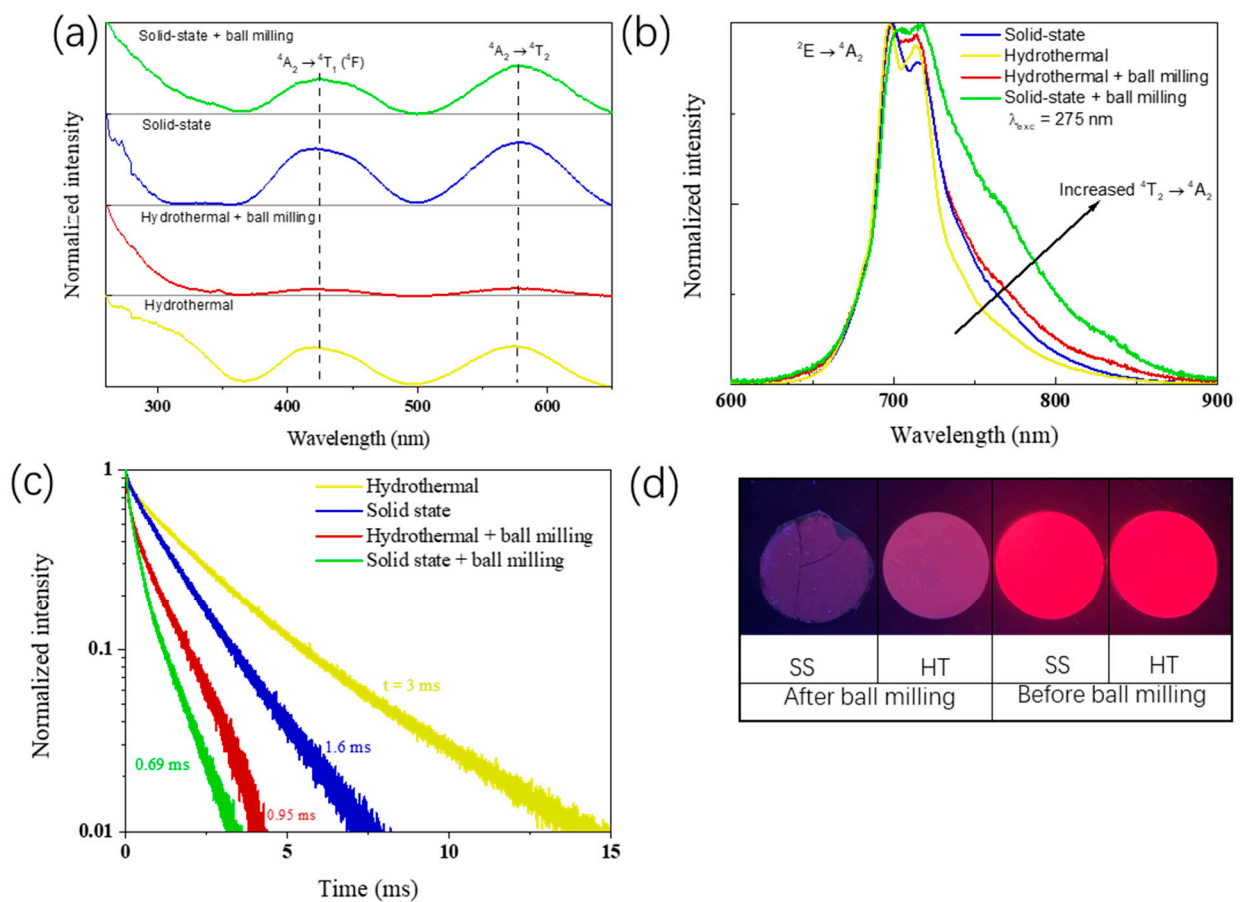 (a)
Solid-state + ball milling
⁴A₂→⁴T₁ (⁴F)
⁴A₂→⁴T₂
Solid-state
Hydrothermal + ball milling
Hydrothermal
Normalized intensity
300
400
500
600
Wavelength (nm)
(b)
²E→⁴A₂
Solid-state
Hydrothermal
Hydrothermal + ball milling
Solid-state + ball milling
λexc = 275 nm
Increased ⁴T₂→⁴A₂
Normalized intensity
600
700
800
900
Wavelength (nm)
(c)
Hydrothermal
Solid state
Hydrothermal + ball milling
Solid state + ball milling
t = 3 ms
1.6 ms
0.69 ms
0.95 ms
Normalized intensity
1
0.1
0.01
0
5
10
15
Time (ms)
(d)
SS
HT
SS
HT
After ball milling
Before ball milling